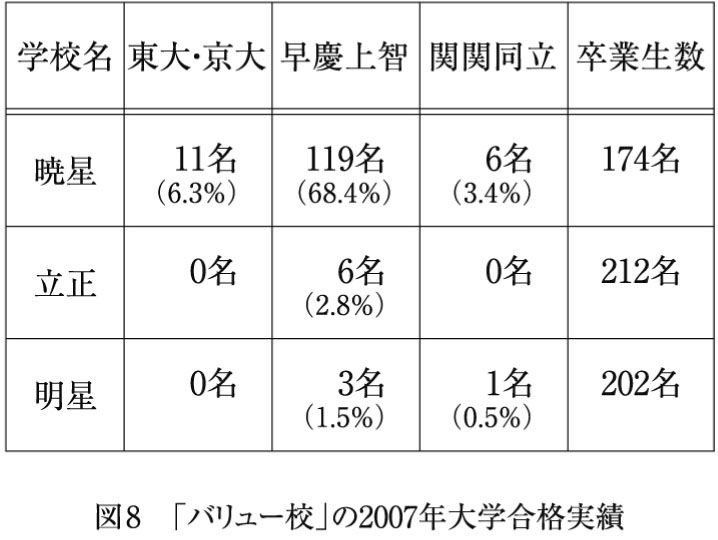 学校名 東大・京大 早慶上智 関関同立 卒業生数
暁星 11名 119名 6名 174名
(6.3%) (68.4%) (3.4%)
立正 0名 6名 0名 212名
(2.8%)
明星 0名 3名 1名 202名
(1.5%) (0.5%)
図8 「バリュー校」の2007年大学合格実績